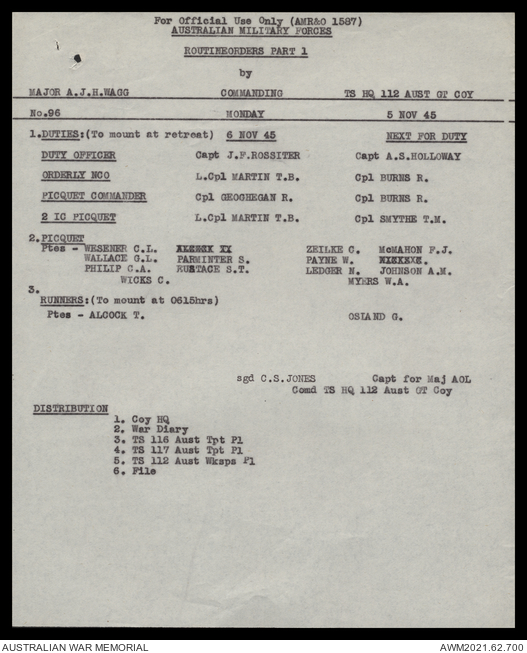 For Official Use Only (AMR&O 1587)
AUSTRALIAN MILITARY FORCES
ROUTINEORDERS PART 1
by
MAJOR A.J.H.WAGG COMMANDING TS HQ 112 AUST GT COY
No.96 MONDAY 5 NOV 45
1.DUTIES:(To mount at retreat) 6 NOV 45 NEXT FOR DUTY
DUTY OFFICER Capt J.F.ROSSITER Capt A.S.HOLLOWAY
ORDERLY NCO L.Cpl MARTIN T.B. Cpl BURNS R.
PICQUET COMMANDER Cpl GEOGHEGAN R. Cpl BURNS R.
2 IC PICQUET L.Cpl MARTIN T.B. Cpl SMYTHE T.M.
2.PICQUET
Ptes - WESENER C.L. ZEILKE C. McMAHON F.J.
WALLACE G.L. PARMINTER S. PAYNE W.
PHILIP C.A. EUSTACE S.T. LEDGER N. JOHNSON A.M.
WICKS C. MYERS W.A.
3.
RUNNERS:(To mount at 0615hrs)
Ptes - ALCOCK T. OSIAND G.
sgd C.S.JONES Capt for Maj AOL
Comd TS HQ 112 Aust GT Coy
DISTRIBUTION
1. Coy HQ
2. War Diary
3. TS 116 Aust Tpt Pl
4. TS 117 Aust Tpt Pl
5. TS 112 Aust Wksps Pl
6. File
AUSTRALIAN WAR MEMORIAL AWM2021.62.700